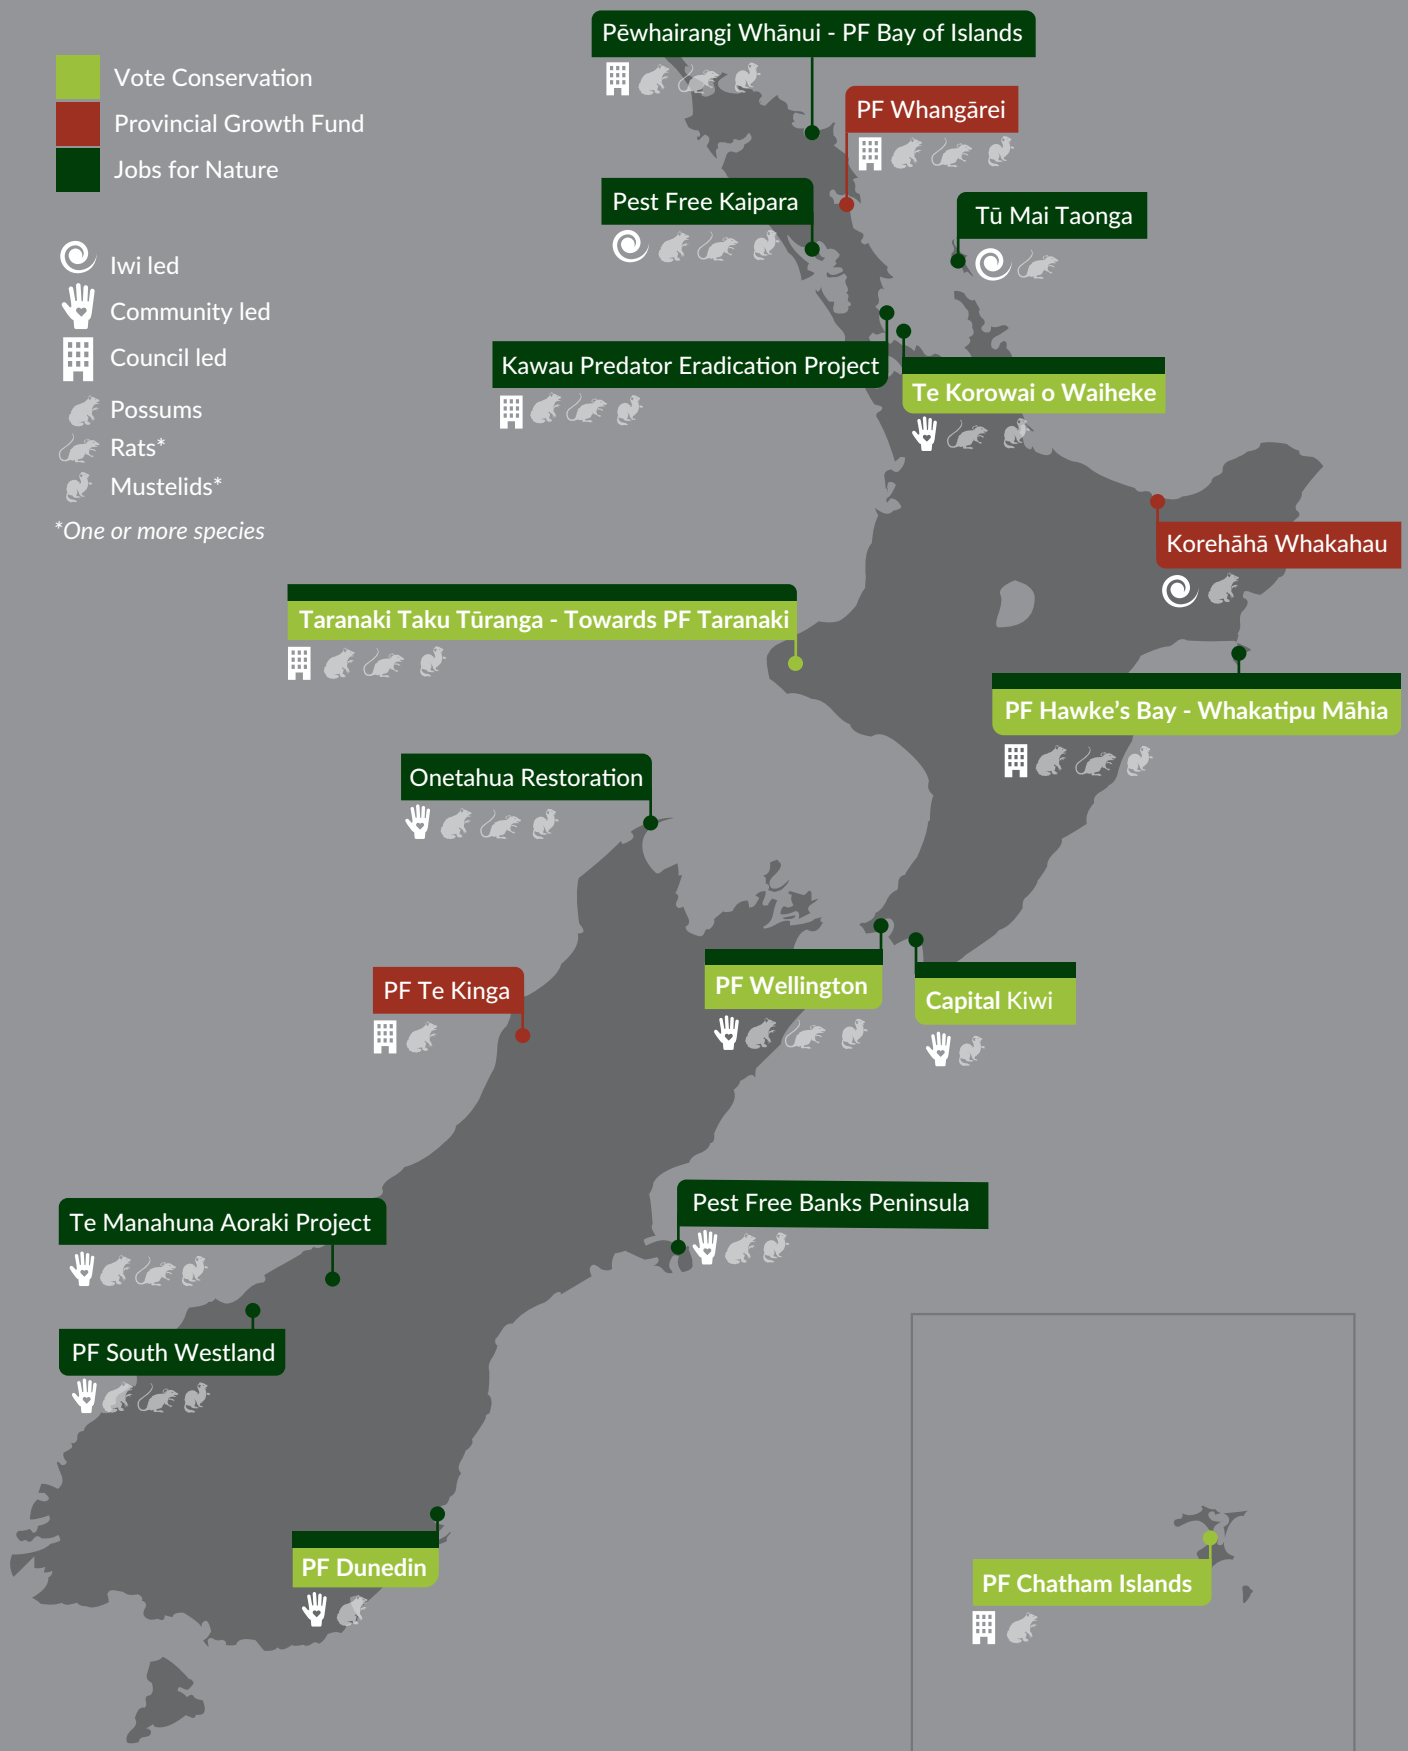 Pēwhairangi Whānui - PF Bay of Islands
Vote Conservation
Provincial Growth Fund
Jobs for Nature
PF Whangārei
Pest Free Kaipara
Tū Mai Taonga
Iwi led
Community led
Council led
Possums
Rats*
Mustelids*
*One or more species
Kawau Predator Eradication Project
Te Korowai o Waiheke
Korehāhā Whakahau
Taranaki Taku Tūranga - Towards PF Taranaki
PF Hawke’s Bay - Whakatipu Māhia
Onetahua Restoration
PF Te Kinga
PF Wellington
Capital Kiwi
Te Manahuna Aoraki Project
Pest Free Banks Peninsula
PF South Westland
PF Dunedin
PF Chatham Islands